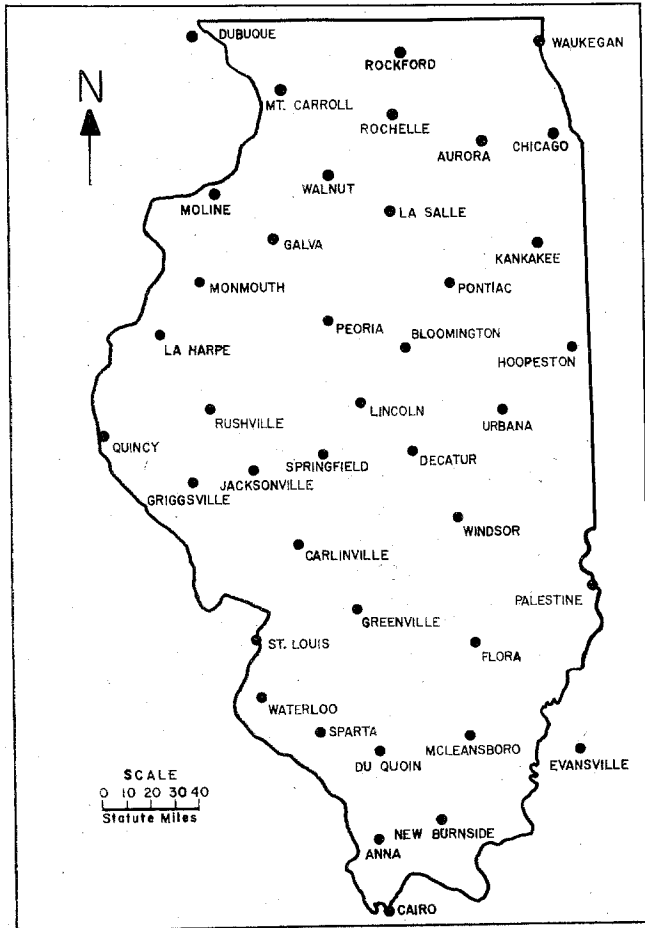 DUBUQUE
WAUKEGAN
ROCKFORD
N
MT. CARROLL
ROCHELLE
CHICAGO
AURORA
WALNUT
MOLINE
LA SALLE
GALVA
KANKAKEE
MONMOUTH
PONTIAC
PEORIA
BLOOMINGTON
LA HARPE
HOOPESTON
LINCOLN
RUSHVILLE
URBANA
QUINCY
DECATUR
SPRINGFIELD
JACKSONVILLE
GRIGGSVILLE
WINDSOR
CARLINVILLE
PALESTINE
GREENVILLE
ST. LOUIS
FLORA
WATERLOO
SPARTA
MCLEANSBORO
DU QUOIN
EVANSVILLE
SCALE
0 10 20 30 40
Statute Miles
NEW BURNSIDE
ANNA
CAIRO